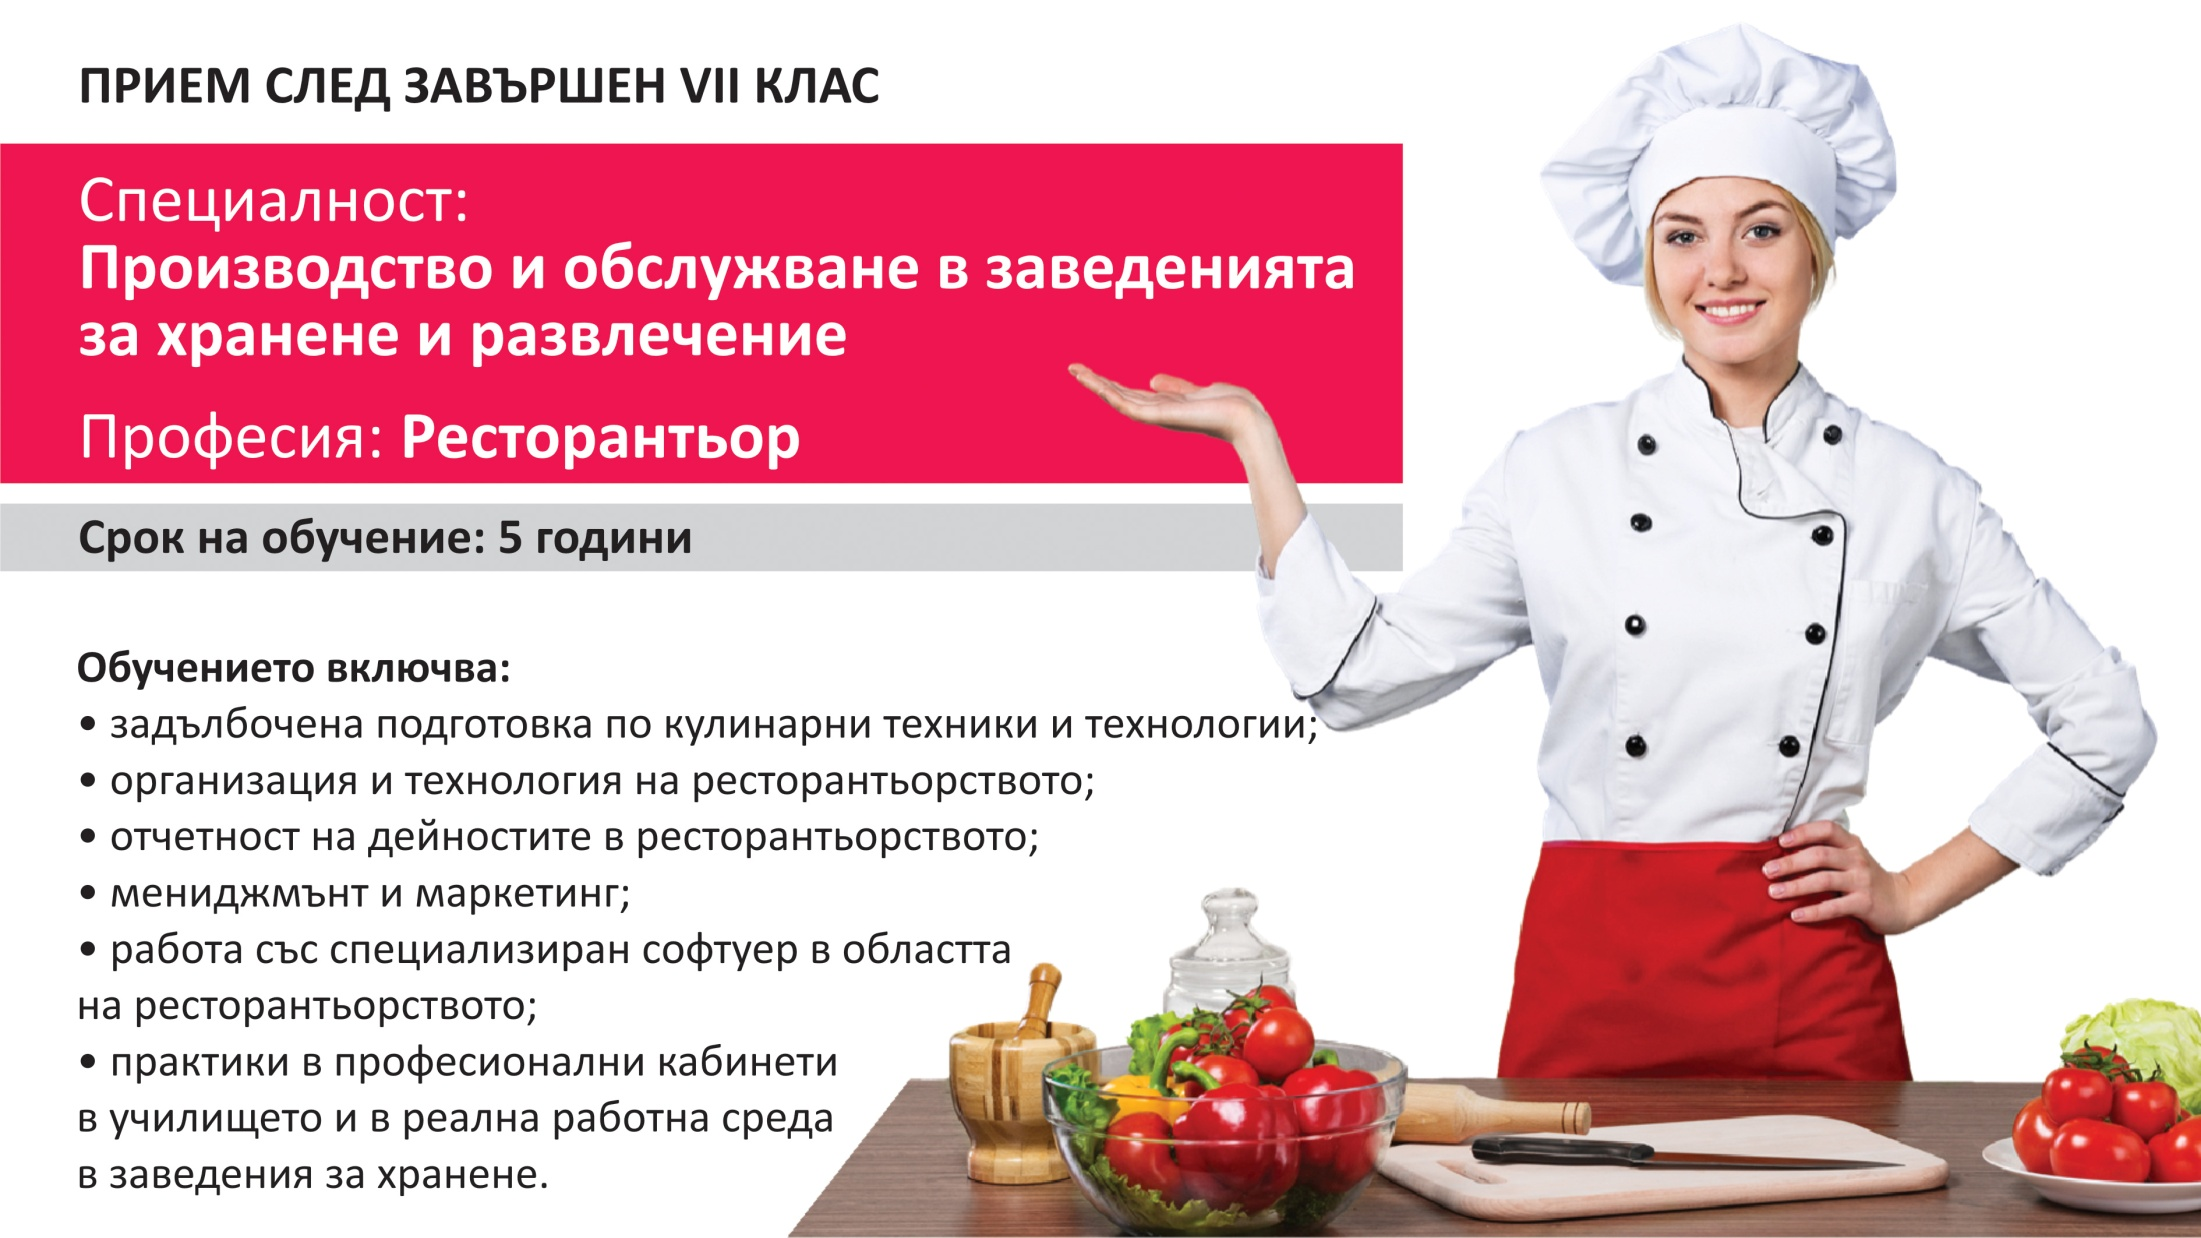 ПРИЕМ СЛЕД ЗАВЪРШЕН VII КЛАС
Специалност:
Производство и обслужване в заведенията
за хранене и развлечение
Професия: Ресторантьор
Срок на обучение: 5 години
Обучението включва:
• задълбочена подготовка по кулинарни техники и технологии;
• организация и технология на ресторантьорството;
• отчетност на дейностите в ресторантьорството;
• мениджмънт и маркетинг;
• работа със специализиран софтуер в областта
на ресторантьорството;
• практики в професионални кабинети
в училището и в реална работна среда
в заведения за хранене.